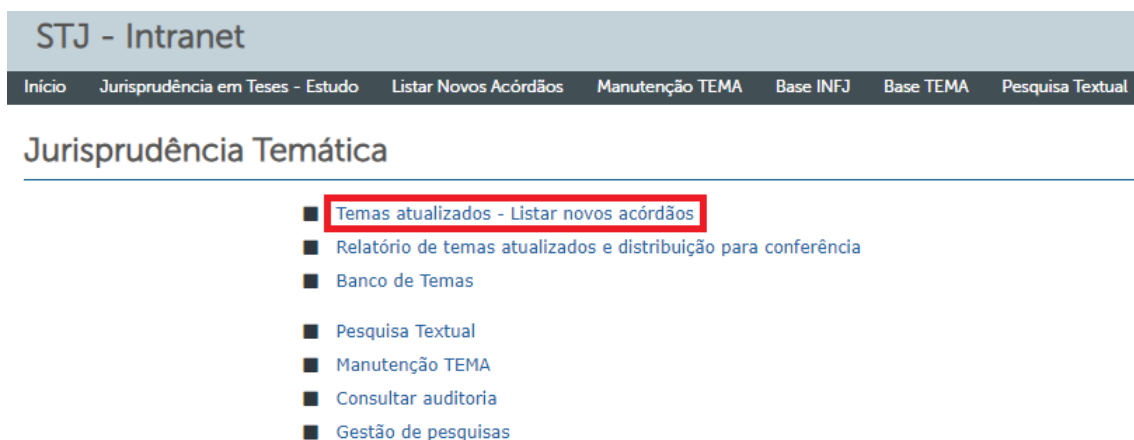 STJ - Intranet
Início Jurisprudência em Teses - Estudo Listar Novos Acórdãos Manutenção TEMA Base INFJ Base TEMA Pesquisa Textual
Jurisprudência Temática
Temas atualizados - Listar novos acórdãos
Relatório de temas atualizados e distribuição para conferência
Banco de Temas
Pesquisa Textual
Manutenção TEMA
Consultar auditoria
Gestão de pesquisas